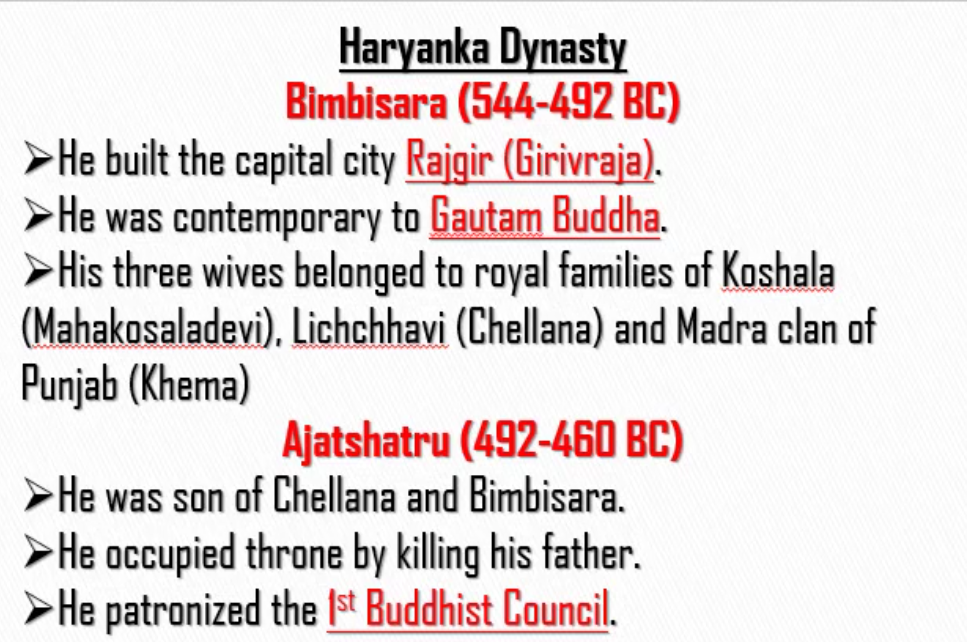 Haryanka Dynasty
Bimbisara (544-492 BC)
➢He built the capital city Rajgir (Girivraja).
➢He was contemporary to Gautam Buddha.
➢His three wives belonged to royal families of Koshala
(Mahakosaladevi), Lichchhavi (Chellana) and Madra clan of
Punjab (Khema)
Ajatshatru (492-460 BC)
➢He was son of Chellana and Bimbisara.
➢He occupied throne by killing his father.
➢He patronized the 1st Buddhist Council.